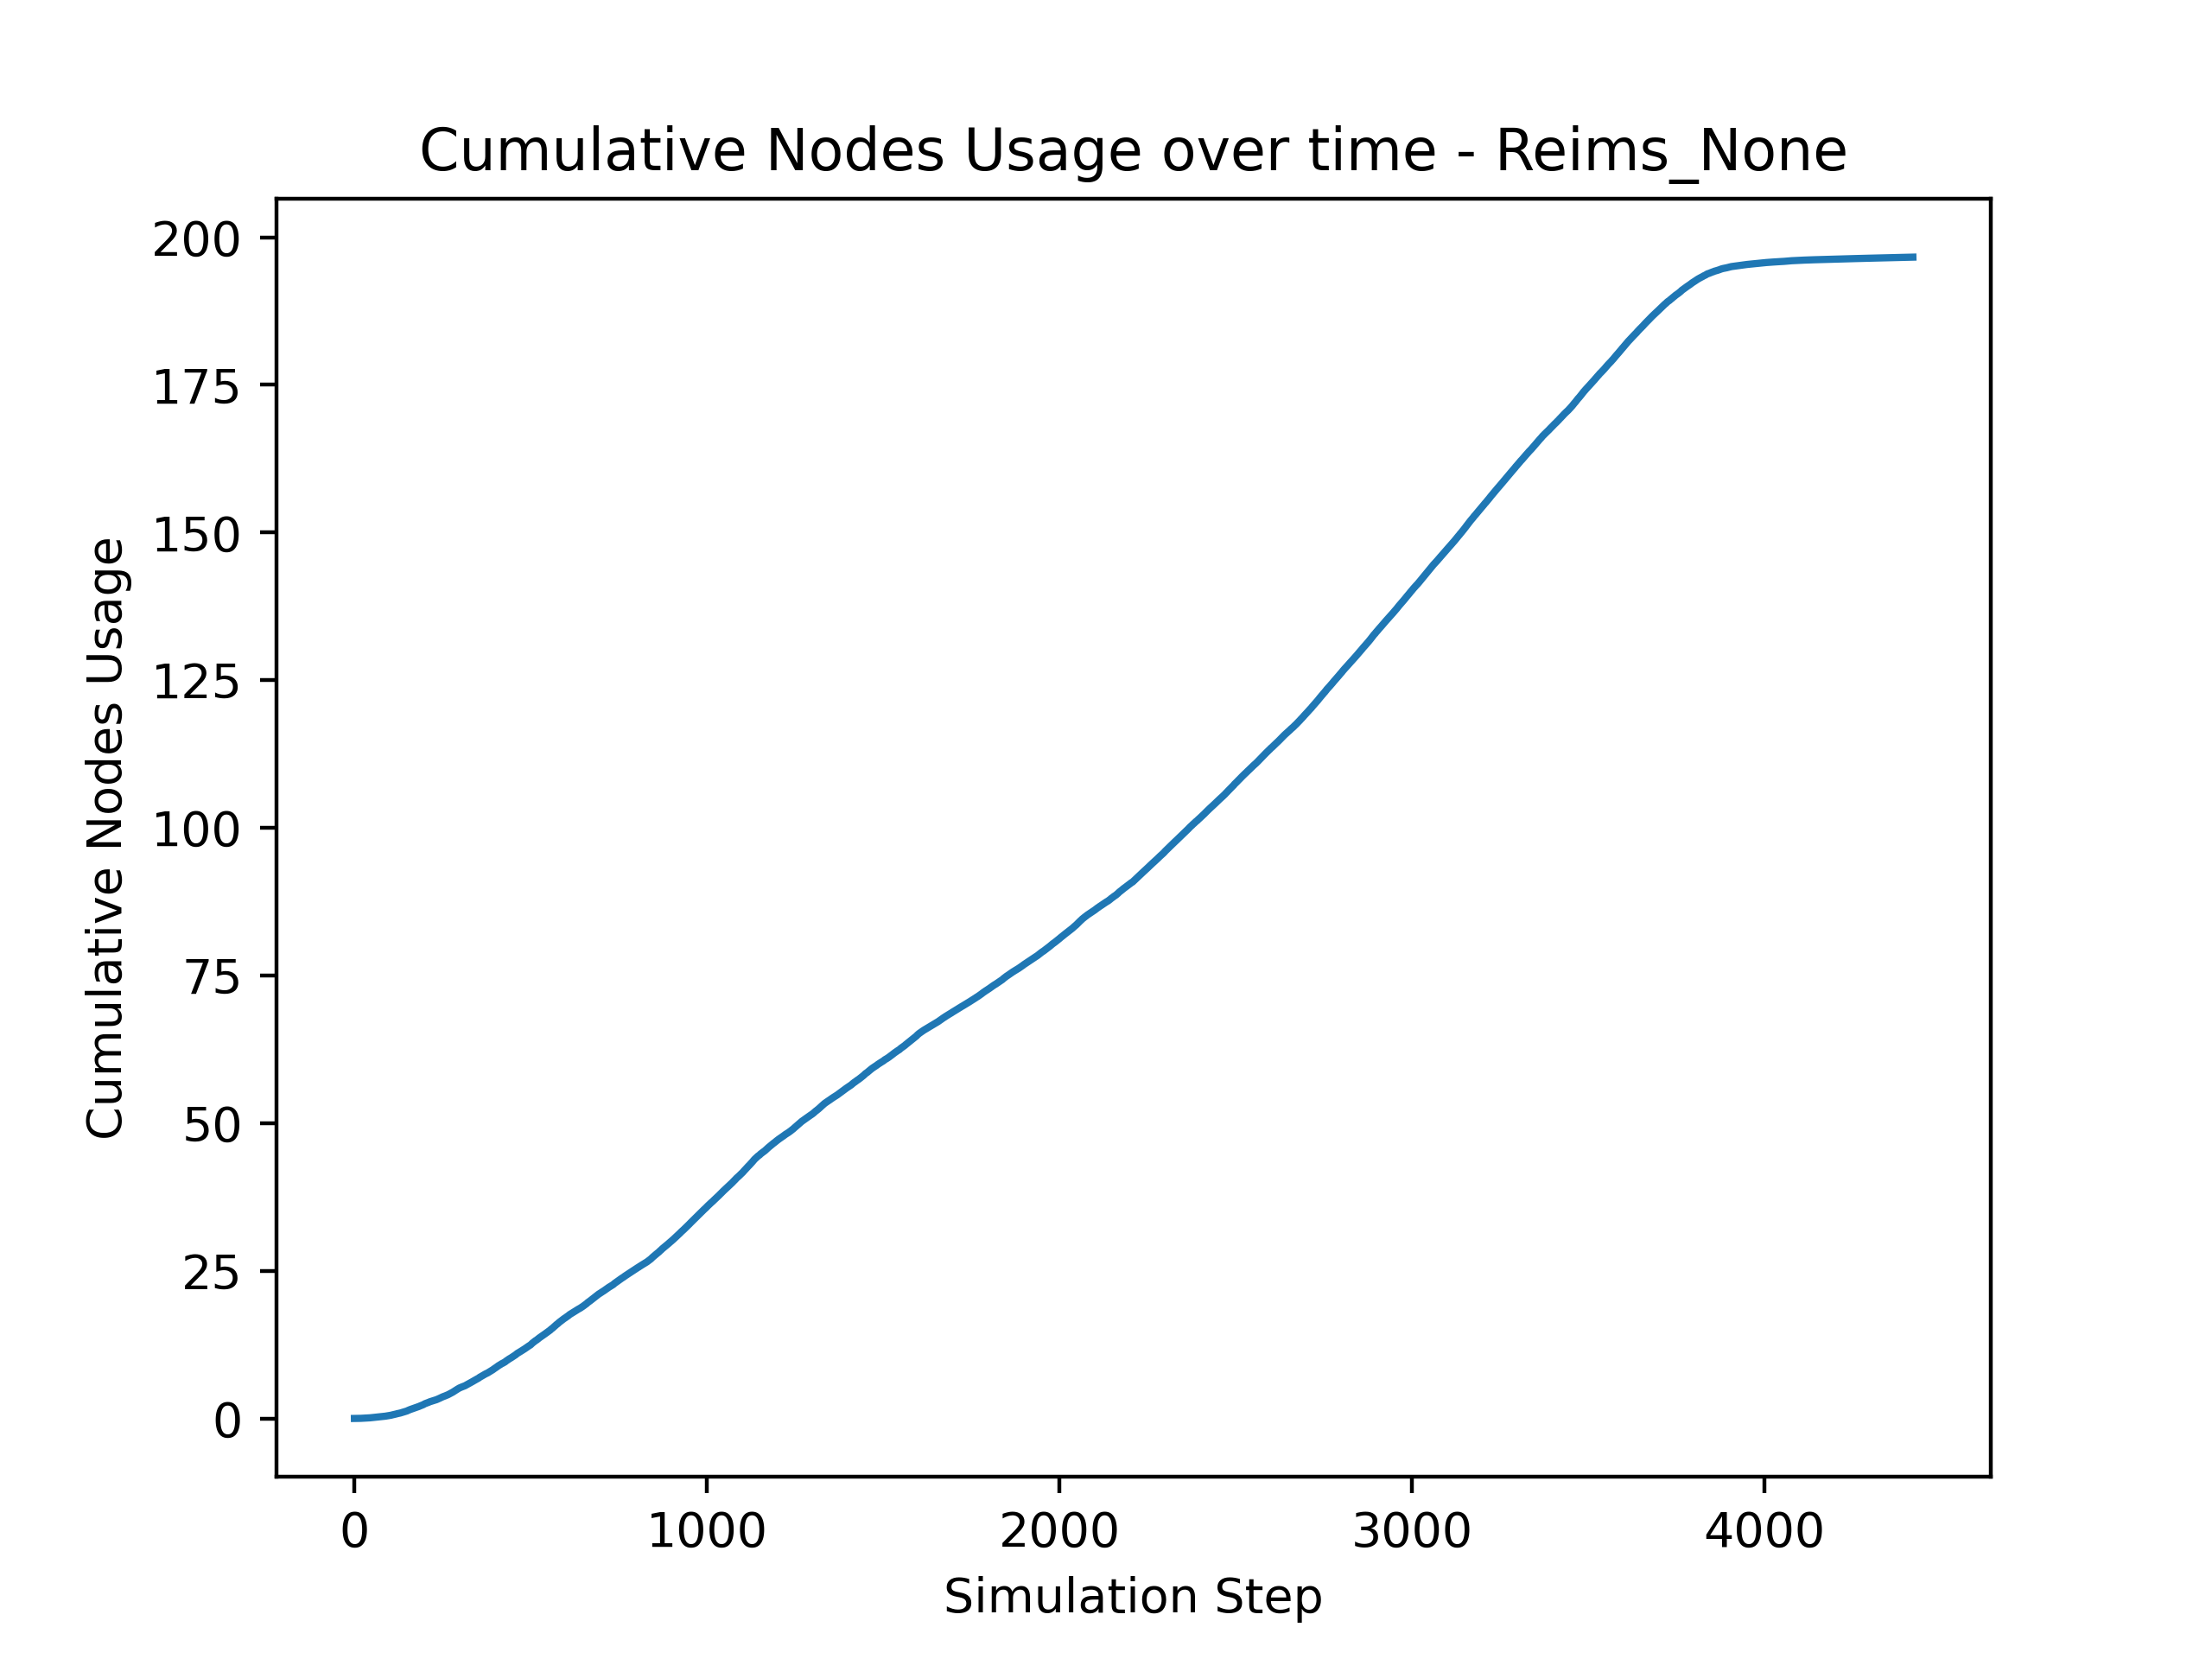 Cumulative Nodes Usage over time - Reims_None
Cumulative Nodes Usage
200
175
150
125
100
75
50
25
0
0 1000 2000 3000 4000
Simulation Step